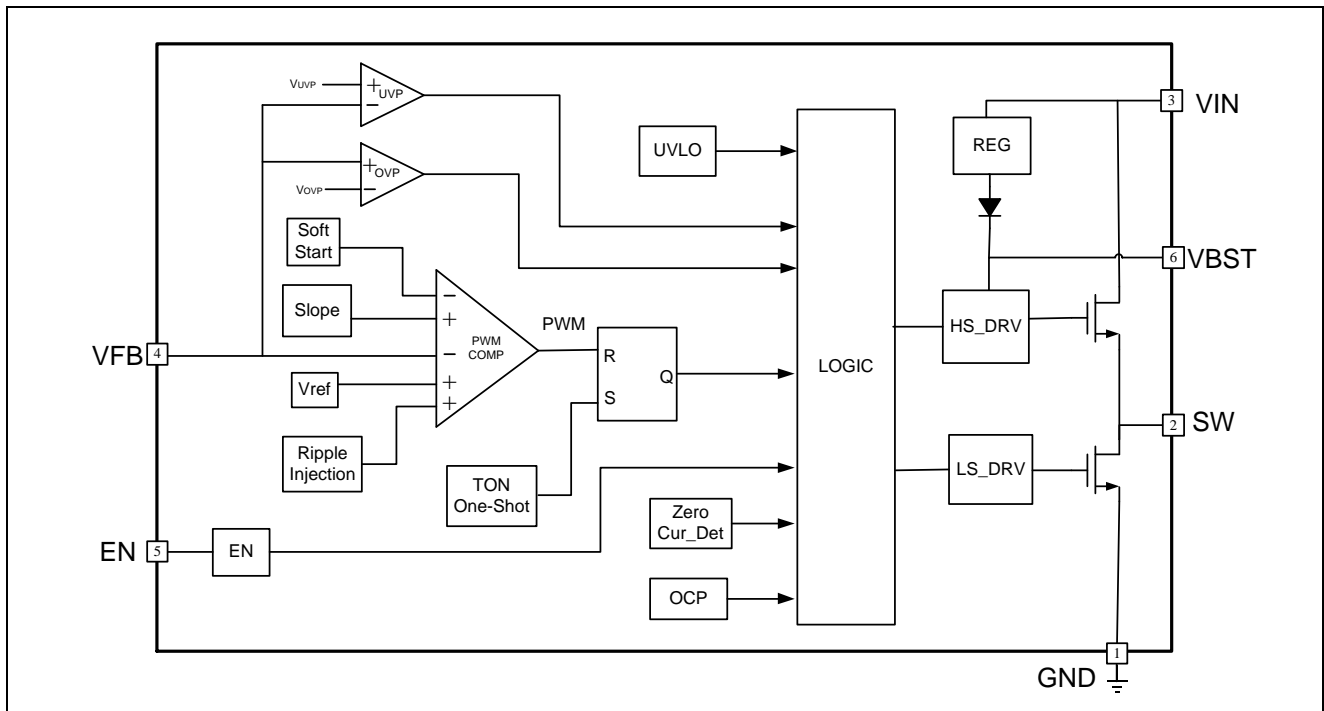 VUVP
+
UVP
−
VIN
3
REG
UVLO
+
OVP
−
VOVP
Soft
Start
VBST
6
Slope
−
+
PWM
HS_DRV
VFB
4
−
PWM
COMP
R
Q
S
LOGIC
Vref
+
+
SW
2
Ripple
Injection
TON
One-Shot
LS_DRV
Zero
Cur_Det
EN
5
EN
OCP
1
GND